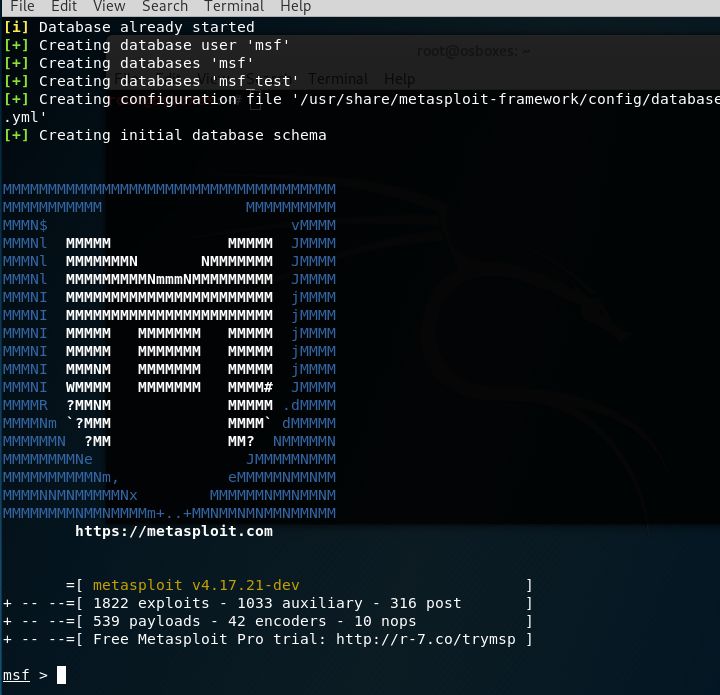 File Edit View Search Terminal Help
[i] Database already started
[+] Creating database user 'msf'
root@osboxes: ~
[+] Creating databases 'msf'
[+] Creating databases 'msf_test'
Terminal Help
[+] Creating configuration file '/usr/share/metasploit-framework/config/database
.yml'
[+] Creating initial database schema
MMMMMMMMMMMMMMMMMMMMMMMMMMMMMMMMMMMMM
MMMMMMMMMMM                MMMMMMMMMM
MMMN$                           vMMMM
MMMNl  MMMMM             MMMMM  JMMMM
MMMNl  MMMMMMMN       NMMMMMMM  JMMMM
MMMNl  MMMMMMMMMNmmmNMMMMMMMMM  JMMMM
MMMNI  MMMMMMMMMMMMMMMMMMMMMMM  jMMMM
MMMNI  MMMMMMMMMMMMMMMMMMMMMMM  jMMMM
MMMNI  MMMMM   MMMMMMM   MMMMM  jMMMM
MMMNI  MMMMM   MMMMMMM   MMMMM  jMMMM
MMMNI  MMMNM   MMMMMMM   MMMMM  jMMMM
MMMNI  WMMMM   MMMMMMM   MMMM#  JMMMM
MMMMR  ?MMNM             MMMMM .dMMMM
MMMMNm `?MMM             MMMM` dMMMMM
MMMMMMN  ?MM             MM?  NMMMMMN
MMMMMMMMNe                 JMMMMMNMMM
MMMMMMMMMMNm,            eMMMMMNMMNMM
MMMMNNMNMMMMMNx        MMMMMMNMMNMMNM
MMMMMMMMNMMNMMMMm+..+MMNMMNMNMMNMMNMM
https://metasploit.com
=[ metasploit v4.17.21-dev ]
+ -- --=[ 1822 exploits - 1033 auxiliary - 316 post ]
+ -- --=[ 539 payloads - 42 encoders - 10 nops ]
+ -- --=[ Free Metasploit Pro trial: http://r-7.co/trymsp ]
msf >